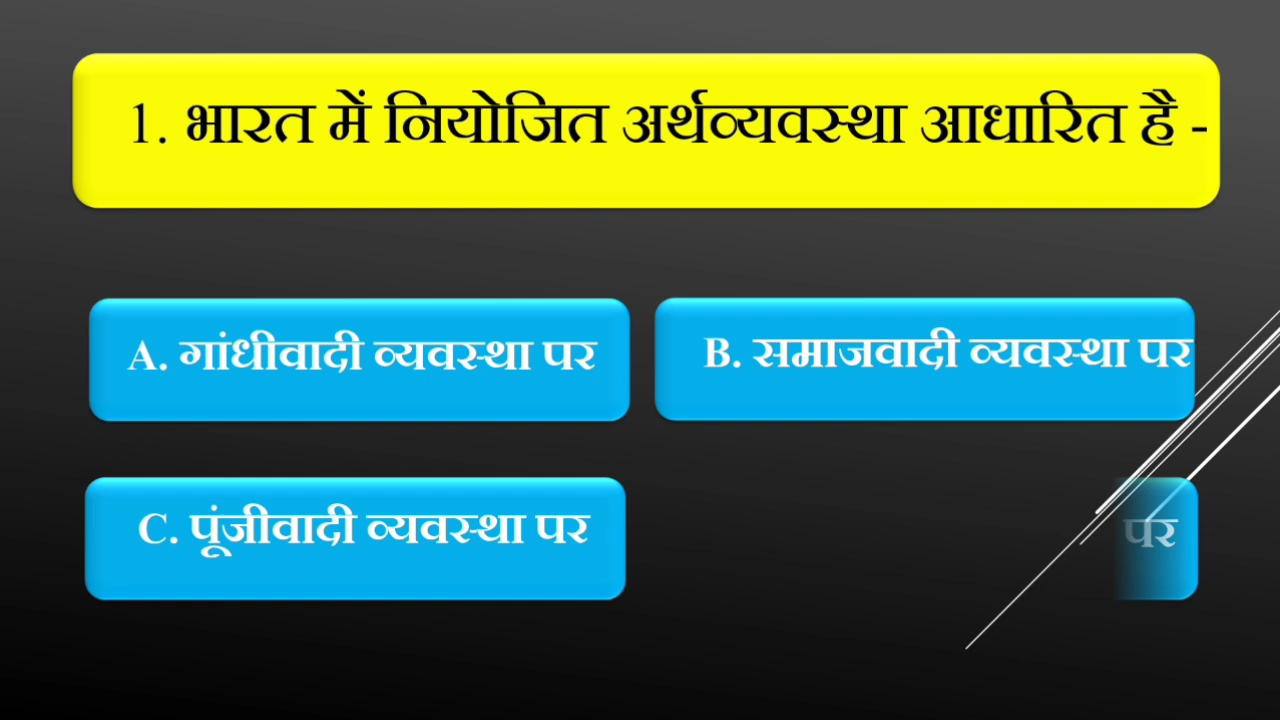 1. भारत में नियोजित अर्थव्यवस्था आधारित है -
A. गांधीवादी व्यवस्था पर
B. समाजवादी व्यवस्था पर
C. पूंजीवादी व्यवस्था पर
पर